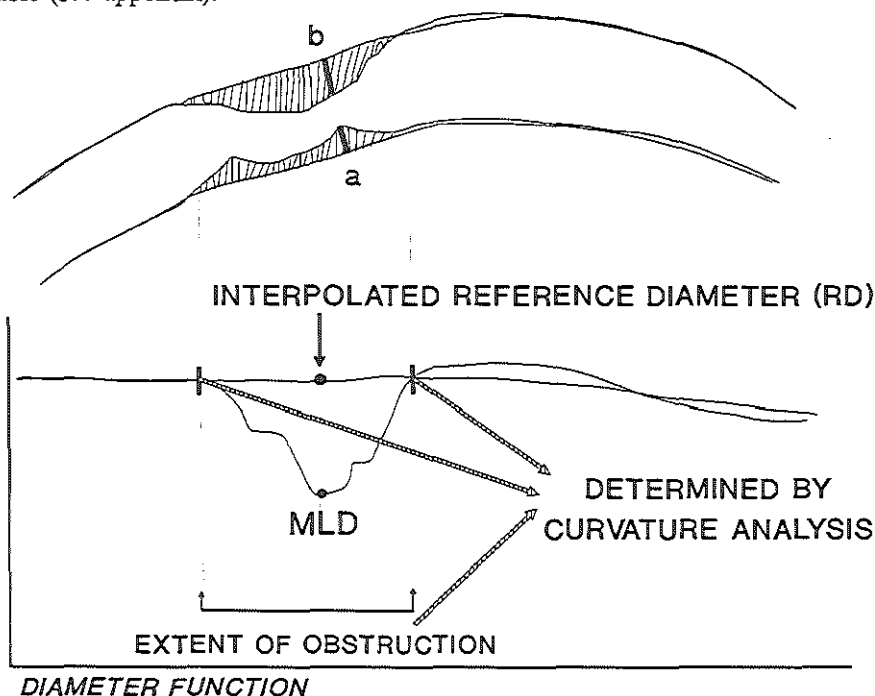 b
a
INTERPOLATED REFERENCE DIAMETER (RD)
MLD
DETERMINED BY
CURVATURE ANALYSIS
EXTENT OF OBSTRUCTION
DIAMETER FUNCTION